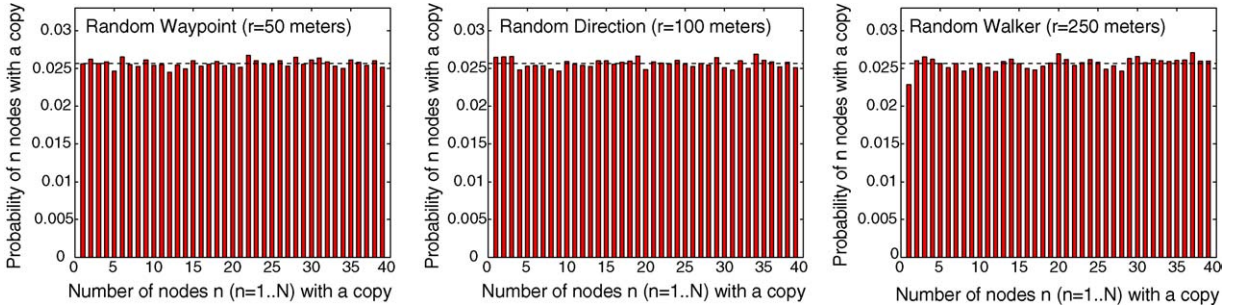 Random Waypoint (r=50 meters)
Probability of n nodes with a copy
0.03
0.025
0.02
0.015
0.01
0.005
0
0 5 10 15 20 25 30 35 40
Number of nodes n (n=1..N) with a copy
Random Direction (r=100 meters)
Probability of n nodes with a copy
0.03
0.025
0.02
0.015
0.01
0.005
0
0 5 10 15 20 25 30 35 40
Number of nodes n (n=1..N) with a copy
Random Walker (r=250 meters)
Probability of n nodes with a copy
0.03
0.025
0.02
0.015
0.01
0.005
0
0 5 10 15 20 25 30 35 40
Number of nodes n (n=1..N) with a copy